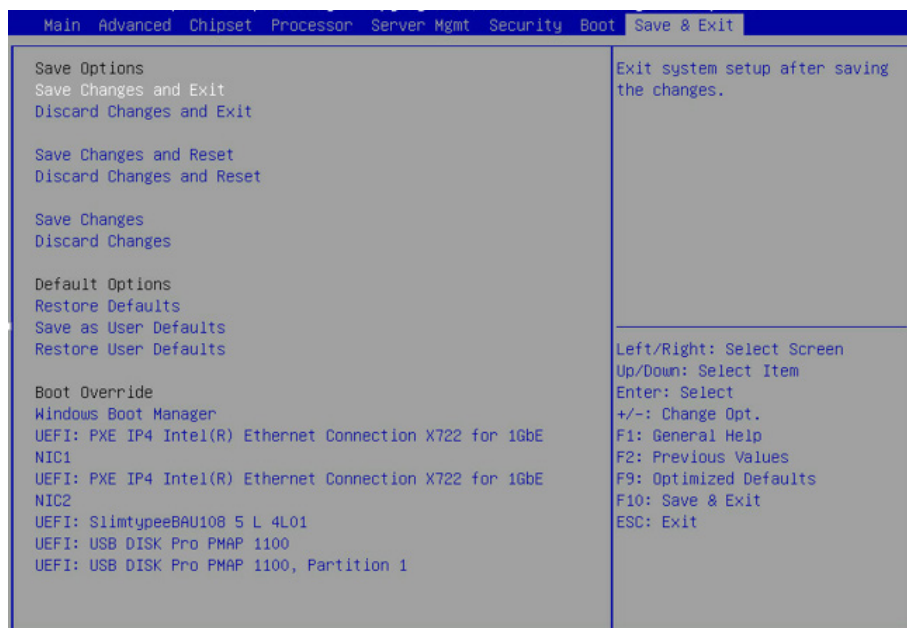 Main Advanced Chipset Processor Server Mgmt Security Boot Save & Exit
Save Options
Save Changes and Exit
Discard Changes and Exit
Save Changes and Reset
Discard Changes and Reset
Save Changes
Discard Changes
Default Options
Restore Defaults
Save as User Defaults
Restore User Defaults
Boot Override
Windows Boot Manager
UEFI: PXE IP4 Intel(R) Ethernet Connection X722 for 1GbE
NIC1
UEFI: PXE IP4 Intel(R) Ethernet Connection X722 for 1GbE
NIC2
UEFI: SlimtypeeBAU108 5 L 4L01
UEFI: USB DISK Pro PMAP 1100
UEFI: USB DISK Pro PMAP 1100, Partition 1
Exit system setup after saving
the changes.
Left/Right: Select Screen
Up/Down: Select Item
Enter: Select
+/-: Change Opt.
F1: General Help
F2: Previous Values
F9: Optimized Defaults
F10: Save & Exit
ESC: Exit